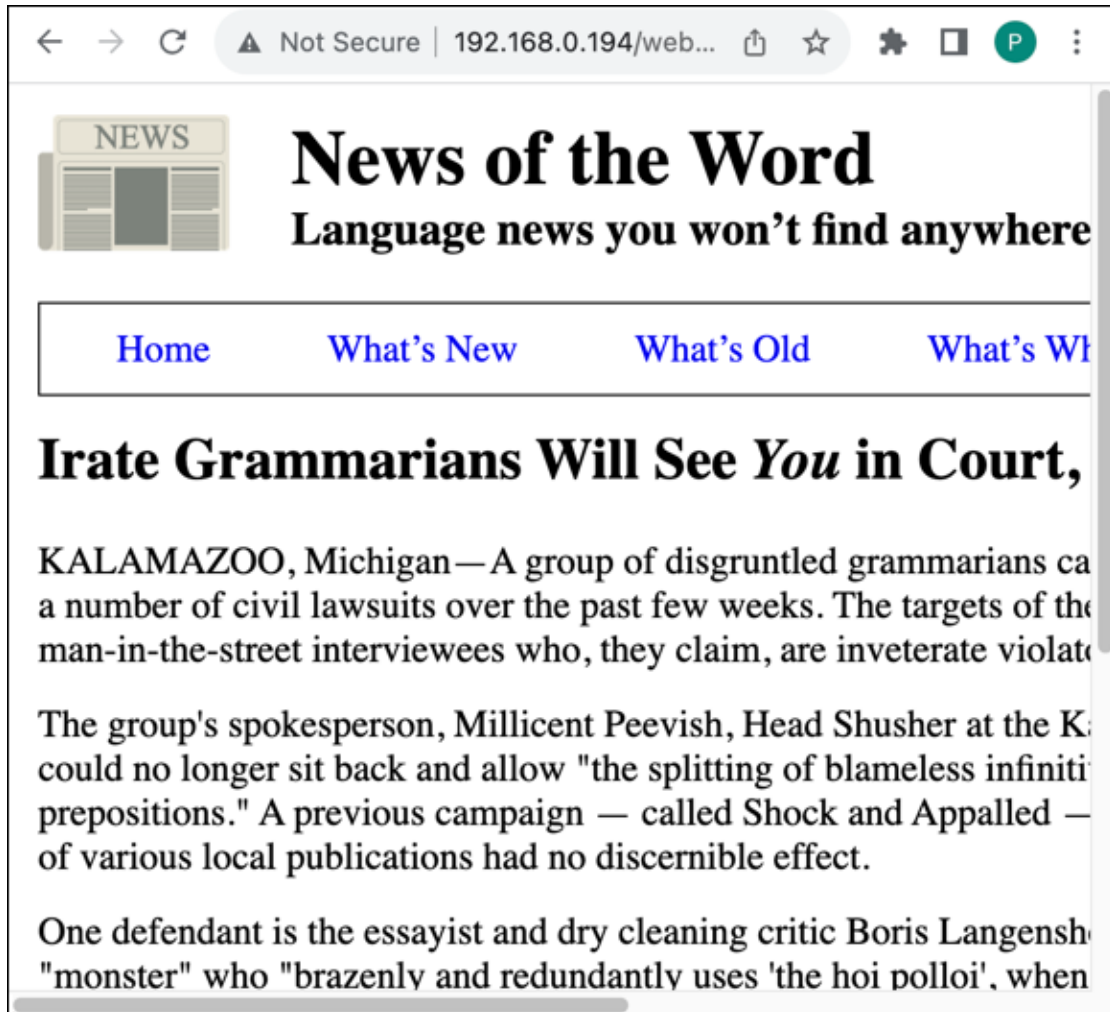 Not Secure | 192.168.0.194/web...
P
NEWS
News of the Word
Language news you won’t find anywhere
Home What’s New What’s Old What’s
Irate Grammarians Will See You in Court,
KALAMAZOO, Michigan—A group of disgruntled grammarians
a number of civil lawsuits over the past few weeks. The targets of
man-in-the-street interviewees who, they claim, are inveterate
The group's spokesperson, Millicent Peevish, Head Shusher at the
could no longer sit back and allow "the splitting of blameless
prepositions." A previous campaign — called Shock and Appalled —
of various local publications had no discernible effect.
One defendant is the essayist and dry cleaning critic Boris
"monster" who "brazenly and redundantly uses 'the hoi polloi', when